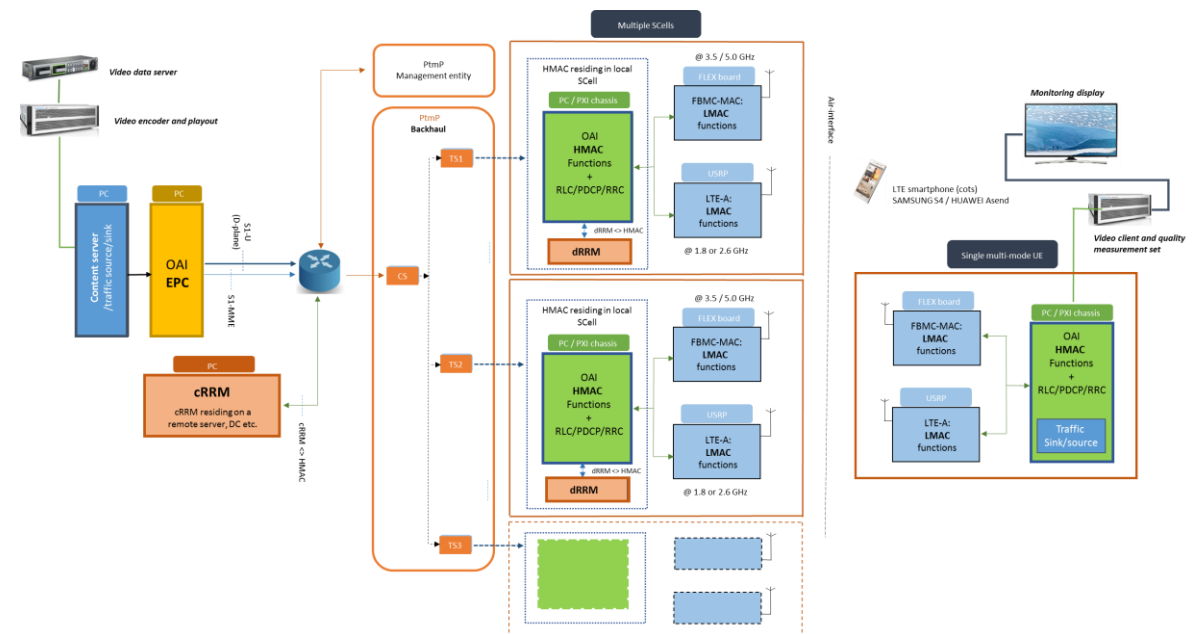 Multiple SCells
Video data server
Video encoder and playout
PC
Content server
/traffic source/sink
PC
OAI
EPC
S1-U
(D-plane)
S1-MME
PC
cRRM
cRRM residing on a
remote server, DC etc.
cRRM <> HMAC
PtmP
Management entity
PtmP
Backhaul
CS
TS1
TS2
TS3
HMAC residing in local
SCell
PC / PXI chassis
OAI
HMAC
Functions
+
RLC/PDCP/RRC
dRRM <> HMAC
dRRM
@ 3.5 / 5.0 GHz
FLEX board
FBMC-MAC:
LMAC
functions
USRP
LTE-A:
LMAC
functions
@ 1.8 or 2.6 GHz
HMAC residing in local
SCell
PC / PXI chassis
OAI
HMAC
Functions
+
RLC/PDCP/RRC
dRRM <> HMAC
dRRM
@ 3.5 / 5.0 GHz
FLEX board
FBMC-MAC:
LMAC
functions
USRP
LTE-A:
LMAC
functions
@ 1.8 or 2.6 GHz
Air-interface
Monitoring display
LTE smartphone (cots)
SAMSUNG S4 / HUAWEI Asend
Video client and quality
measurement set
Single multi-mode UE
FLEX board
FBMC-MAC:
LMAC
functions
USRP
LTE-A:
LMAC
functions
PC / PXI chassis
OAI
HMAC
Functions
+
RLC/PDCP/RRC
Traffic
Sink/source